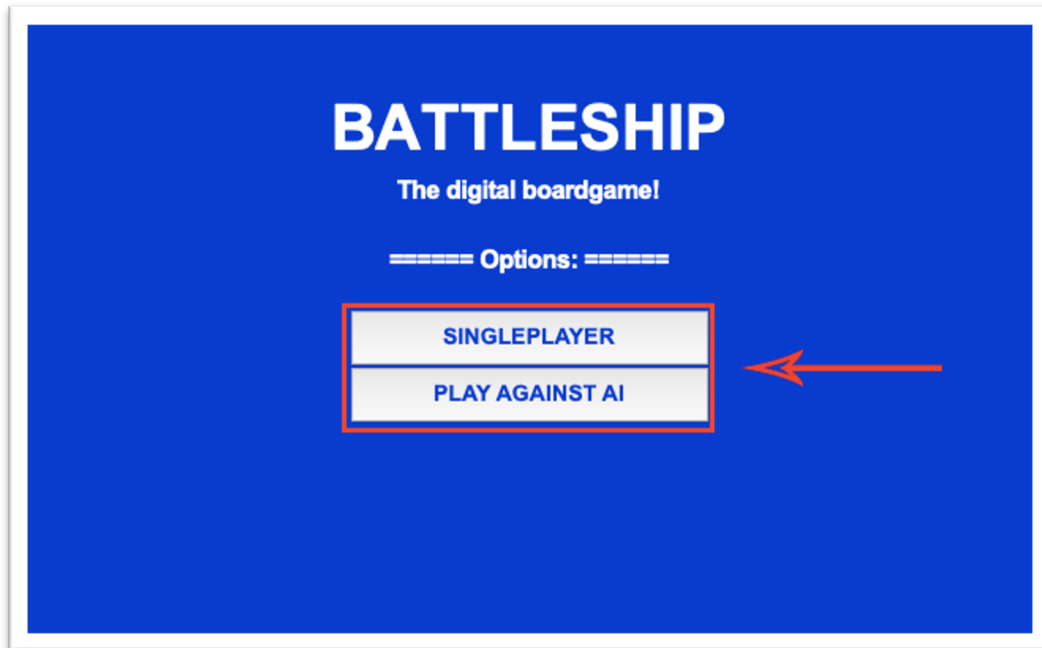 BATTLESHIP
The digital boardgame!
====== Options: ======
SINGLEPLAYER
PLAY AGAINST AI